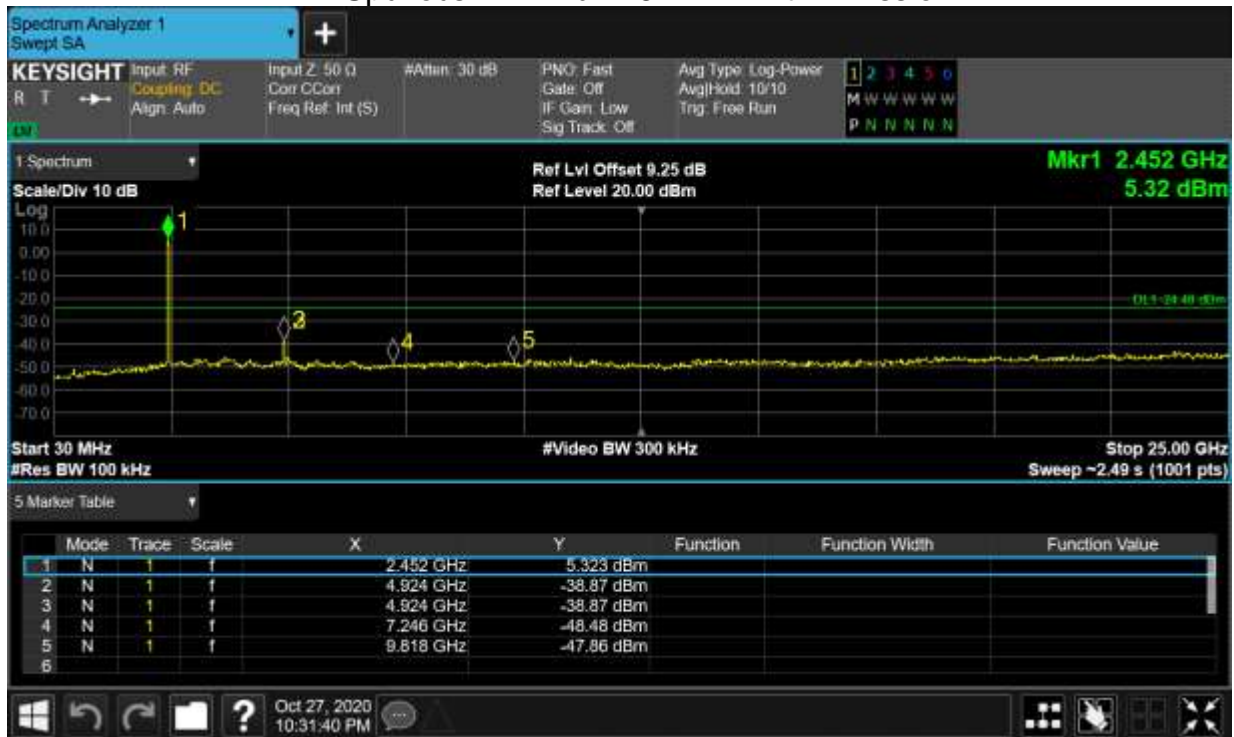 Spectrum Analyzer 1
Swept SA
+
KEYSIGHT Input: RF Input Z: 50 Ω #Atten: 30 dB PNO: Fast Avg Type: Log-Power 1 2 3 4 5 6
R T Coupling: DC Corr CCorr Gate: Off Avg|Hold: 10/10 M W W W W W
Align: Auto Freq Ref: Int (S) IF Gain: Low Trig: Free Run
Sig Track: Off P N N N N N
1 Spectrum Ref Lvl Offset 9.25 dB Mkr1 2.452 GHz
Scale/Div 10 dB Ref Level 20.00 dBm 5.32 dBm
Log
10.0
0.00
-10.0
-20.0
-30.0
-40.0
-50.0
-60.0
-70.0
1
3
4
5
DL1 -24.48 dBm
Start 30 MHz #Video BW 300 kHz Stop 25.00 GHz
#Res BW 100 kHz Sweep ~2.49 s (1001 pts)
5 Marker Table
Mode Trace Scale X Y Function Function Width Function Value
1 N 1 f 2.452 GHz 5.323 dBm
2 N 1 f 4.924 GHz -38.87 dBm
3 N 1 f 4.924 GHz -38.87 dBm
4 N 1 f 7.246 GHz -48.48 dBm
5 N 1 f 9.818 GHz -47.86 dBm
6
? Oct 27, 2020
10:31:40 PM